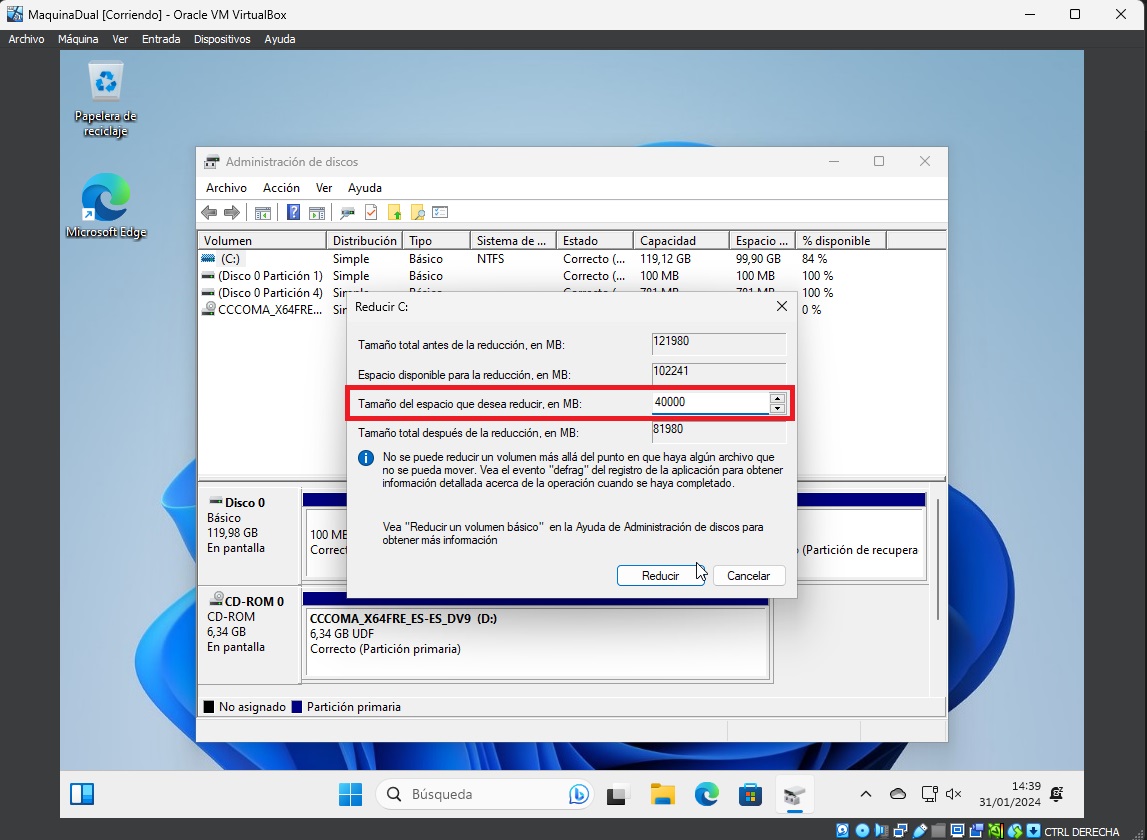 MaquinaDual [Corriendo] - Oracle VM VirtualBox
Archivo Máquina Ver Entrada Dispositivos Ayuda
Papelera de
reciclaje
Microsoft Edge
Administración de discos
Archivo Acción Ver Ayuda
Volumen Distribución Tipo Sistema de ... Estado Capacidad Espacio ... % disponible
(C:) Simple Básico NTFS Correcto (... 119,12 GB 99,90 GB 84 %
(Disco 0 Partición 1) Simple Básico Correcto (... 100 MB 100 MB 100 %
(Disco 0 Partición 4) Simple Básico Correcto (... 781 MB 781 MB 100 %
CCCOMA_X64FRE... Sim 0 %
Reducir C:
Tamaño total antes de la reducción, en MB: 121980
Espacio disponible para la reducción, en MB: 102241
Tamaño del espacio que desea reducir, en MB: 40000
Tamaño total después de la reducción, en MB: 81980
No se puede reducir un volumen más allá del punto en que haya algún archivo que
no se pueda mover. Vea el evento "defrag" del registro de la aplicación para obtener
información detallada acerca de la operación cuando se haya completado.
Vea "Reducir un volumen básico" en la Ayuda de Administración de discos para
obtener más información
Reducir Cancelar
Disco 0
Básico
119,98 GB
En pantalla
100 ME
Correct
(Partición de recupera
CD-ROM 0
CD-ROM
6,34 GB
En pantalla
CCCOMA_X64FRE_ES-ES_DV9 (D:)
6,34 GB UDF
Correcto (Partición primaria)
No asignado Partición primaria
Búsqueda
14:39
31/01/2024
CTRL DERECHA